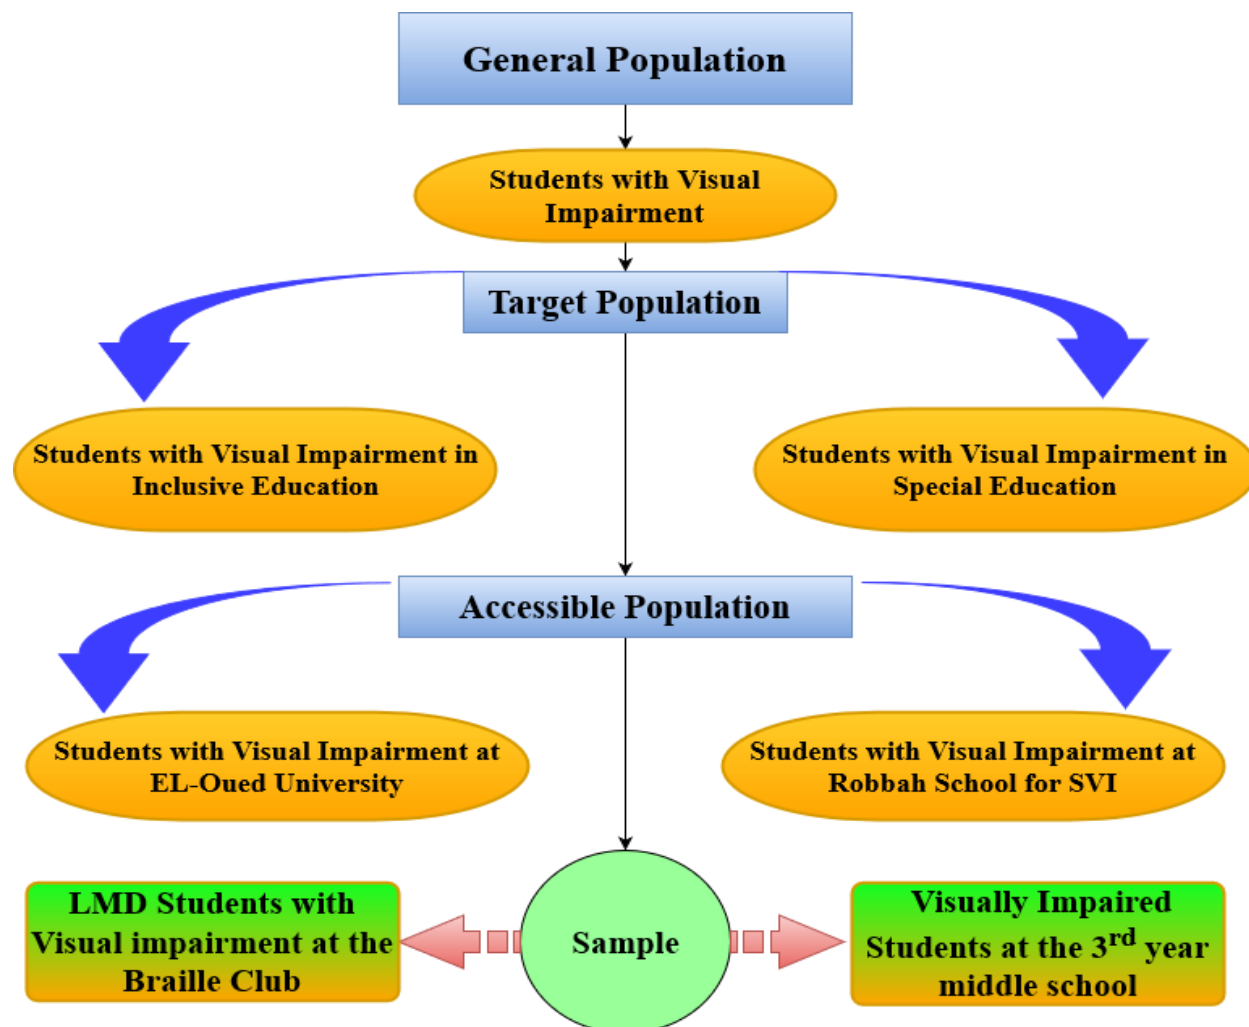 General Population
Students with Visual
Impairment
Target Population
Students with Visual Impairment in
Inclusive Education
Students with Visual Impairment in
Special Education
Accessible Population
Students with Visual Impairment at
EL-Oued University
Students with Visual Impairment at
Robbah School for SVI
LMD Students with
Visual impairment at the
Braille Club
Sample
Visually Impaired
Students at the 3rd year
middle school